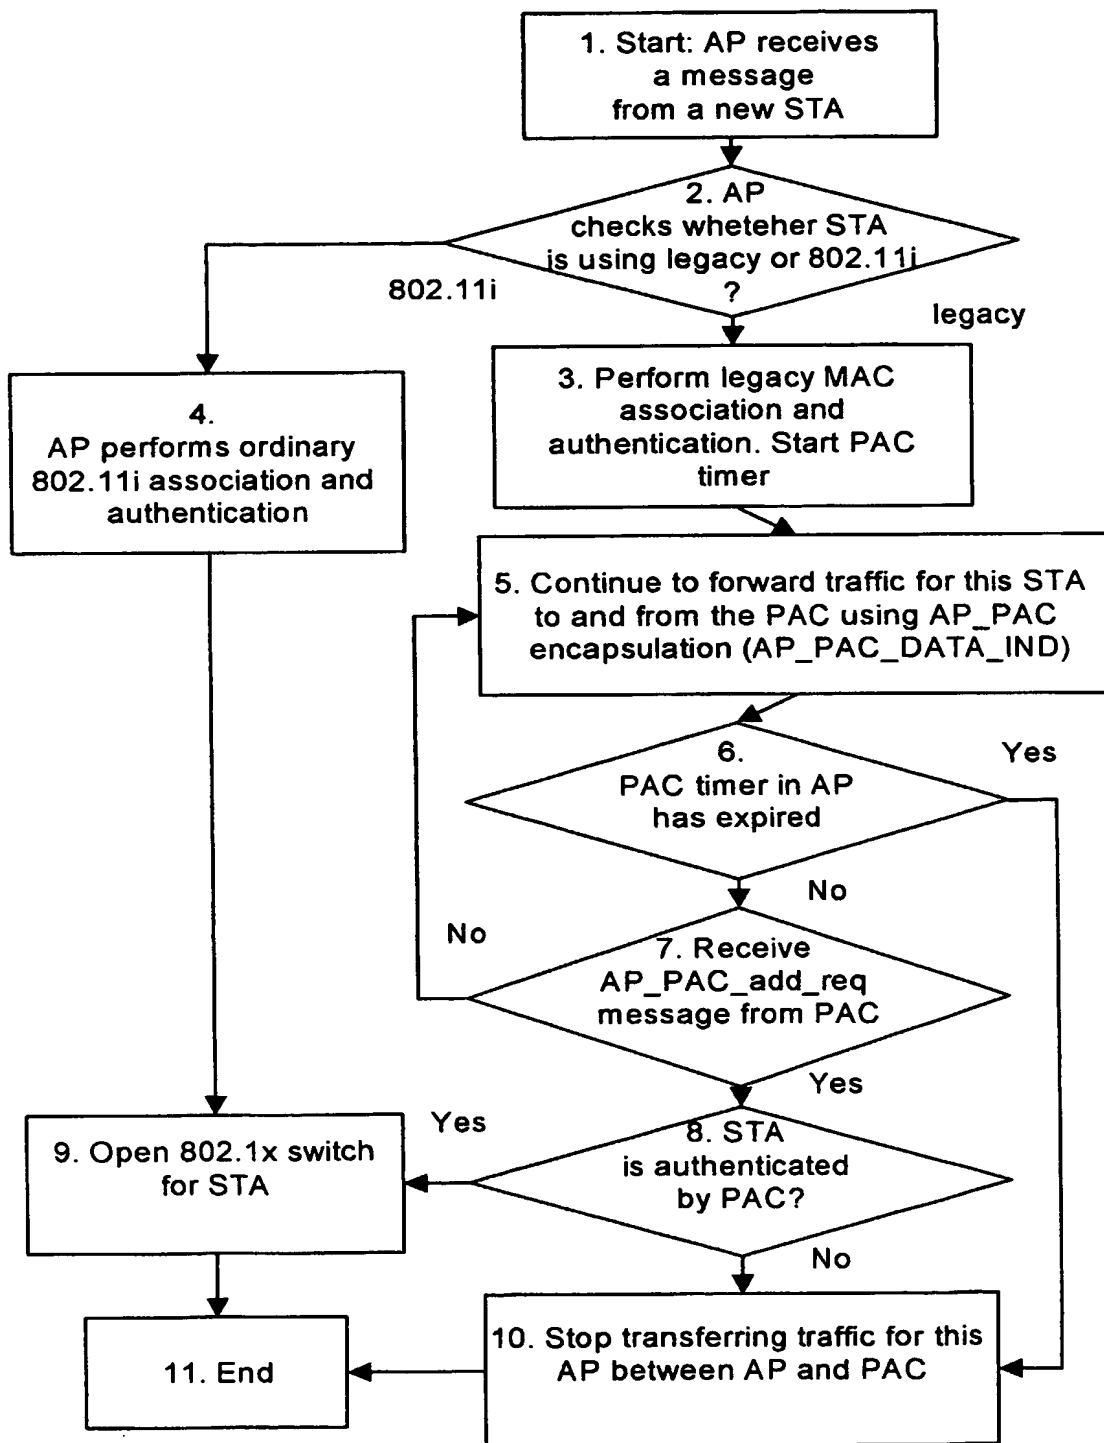 1. Start: AP receives
a message
from a new STA
2. AP
checks wheteher STA
is using legacy or 802.11i
?
802.11i
legacy
3. Perform legacy MAC
association and
authentication. Start PAC
timer
4.
AP performs ordinary
802.11i association and
authentication
5. Continue to forward traffic for this STA
to and from the PAC using AP_PAC
encapsulation (AP_PAC_DATA_IND)
6.
PAC timer in AP
has expired
Yes
No
No
7. Receive
AP_PAC_add_req
message from PAC
Yes
Yes
8. STA
is authenticated
by PAC?
9. Open 802.1x switch
for STA
No
10. Stop transferring traffic for this
AP between AP and PAC
11. End